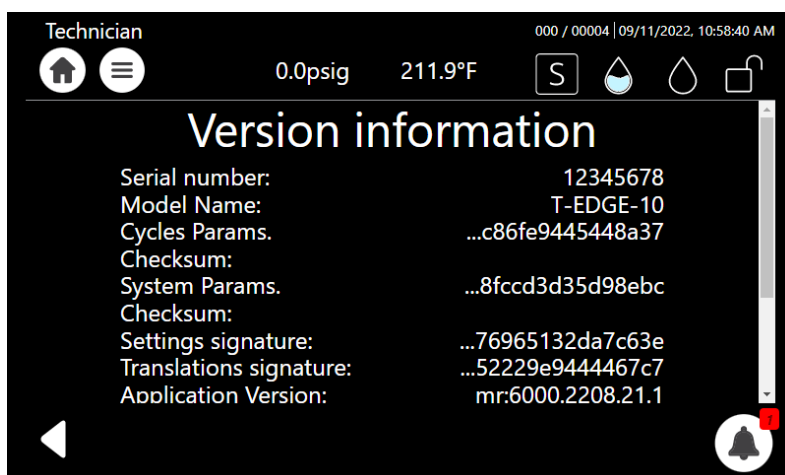 Technician
000 / 00004 | 09/11/2022, 10:58:40 AM
0.0psig 211.9°F S
Version information
Serial number: 12345678
Model Name: T-EDGE-10
Cycles Params. ...c86fe9445448a37
Checksum:
System Params. ...8fccd3d35d98ebc
Checksum:
Settings signature: ...76965132da7c63e
Translations signature: ...52229e9444467c7
Application Version: mr:6000.2208.21.1
1